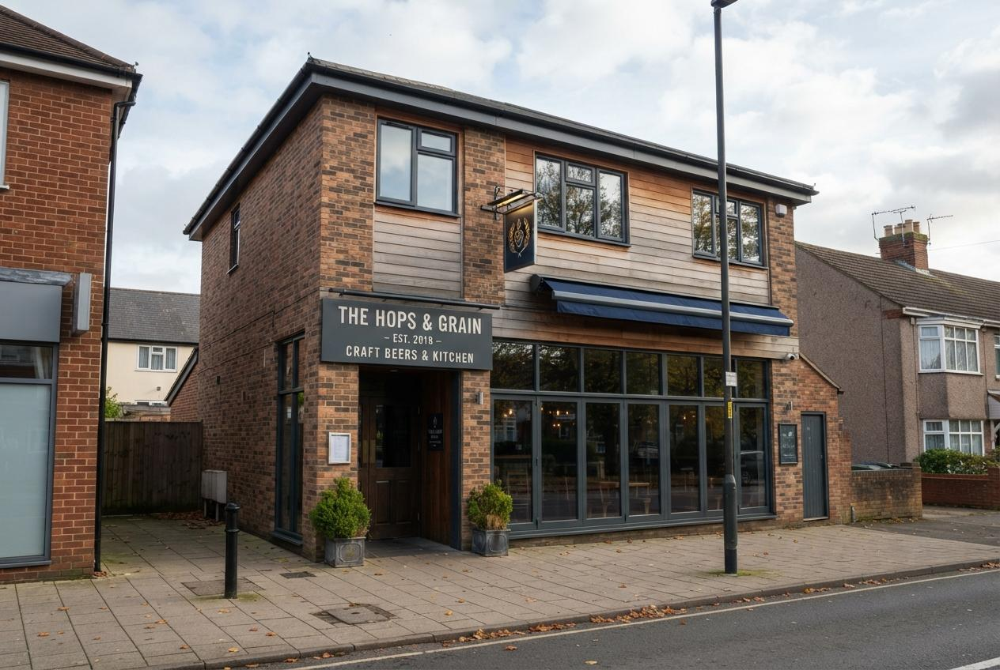 THE HOPS & GRAIN
– EST. 2018 –
CRAFT BEERS & KITCHEN